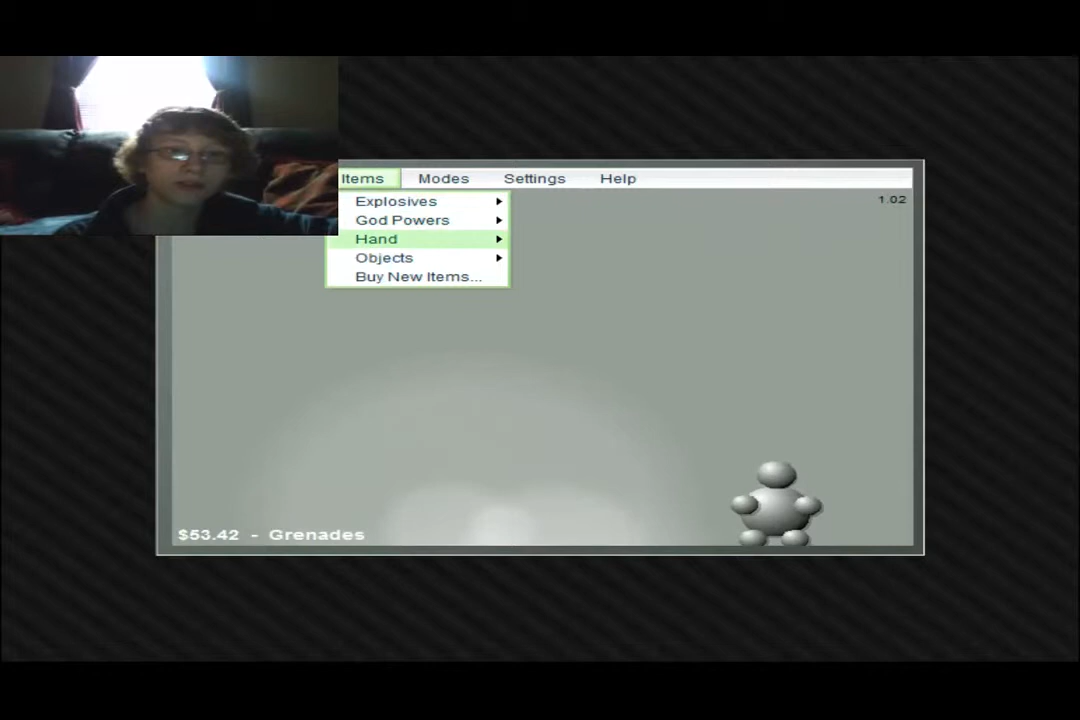 Items Modes Settings Help
1.02
Explosives
God Powers
Hand
Objects
Buy New Items...
$53.42 - Grenades